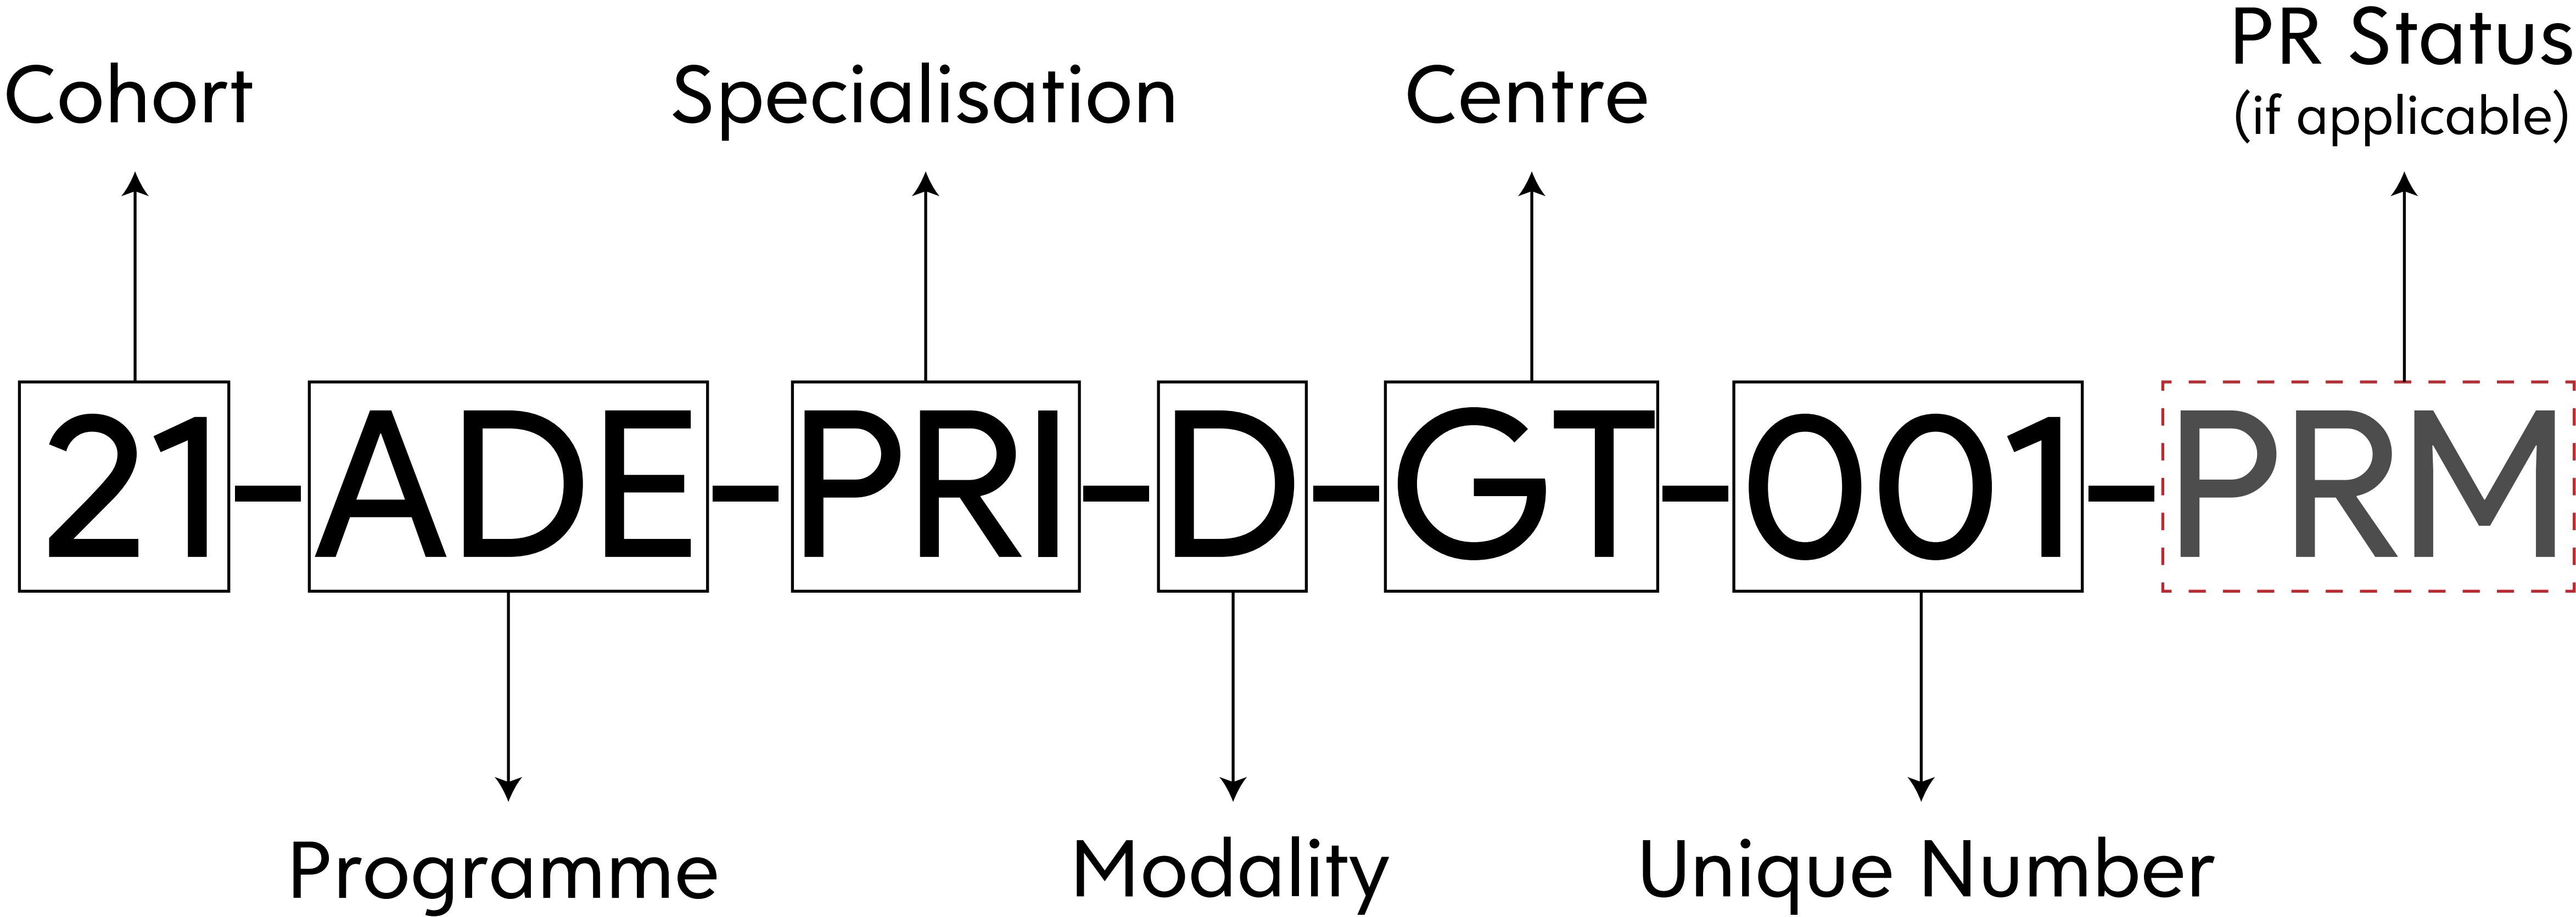 PR Status
Cohort Specialisation Centre (if applicable)
21-ADE-PRI-D-GT-001-PRM
Programme Modality Unique Number